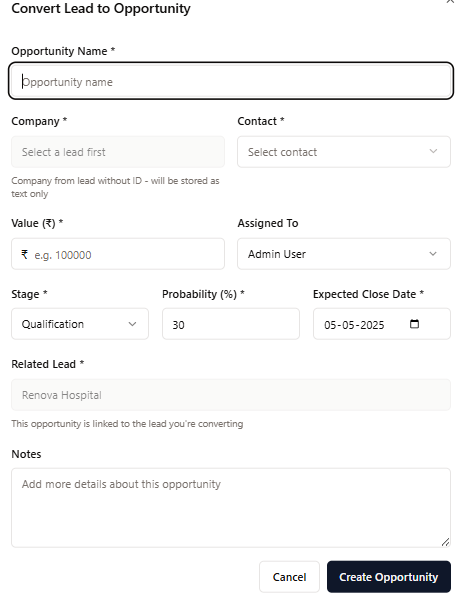 Convert Lead to Opportunity
Opportunity Name *
Opportunity name
Company * Contact *
Select a lead first Select contact
Company from lead without ID - will be stored as
text only
Value (₹) * Assigned To
₹ e.g. 100000 Admin User
Stage * Probability (%) * Expected Close Date *
Qualification 30 05-05-2025
Related Lead *
Renova Hospital
This opportunity is linked to the lead you're converting
Notes
Add more details about this opportunity
Cancel Create Opportunity